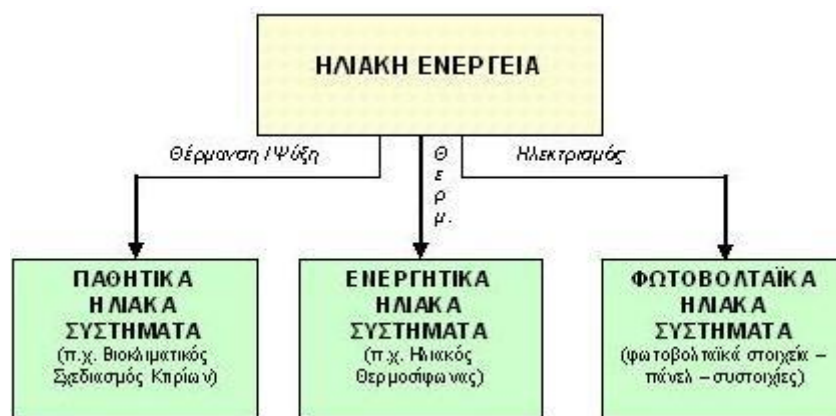 ΗΛΙΑΚΗ ΕΝΕΡΓΕΙΑ
Θέρμανση / Ψύξη
Θερμ.
Ηλεκτρισμός
ΠΑΘΗΤΙΚΑ
ΗΛΙΑΚΑ
ΣΥΣΤΗΜΑΤΑ
(π.χ. Βιοκλιματικός
Σχεδιασμός Κτιρίων)
ΕΝΕΡΓΗΤΙΚΑ
ΗΛΙΑΚΑ
ΣΥΣΤΗΜΑΤΑ
(π.χ. Ηλιακός
Θερμοσίφωνας)
ΦΩΤΟΒΟΛΤΑΪΚΑ
ΗΛΙΑΚΑ
ΣΥΣΤΗΜΑΤΑ
(φωτοβολταϊκά στοιχεία –
πάνελ – συστοιχίες)